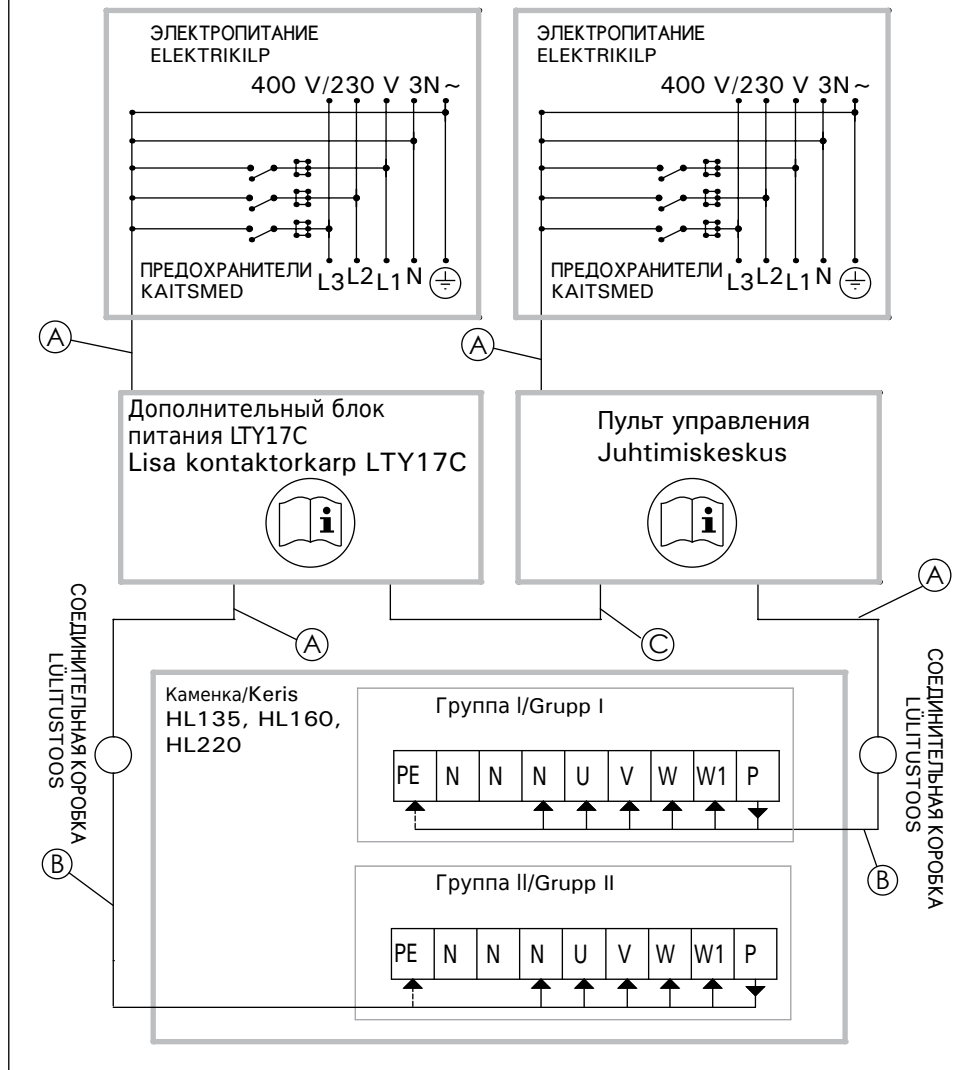 ЭЛЕКТРОПИТАНИЕ
ELEKTRIKILP
400 V/230 V 3N~
ПРЕДОХРАНИТЕЛИ
KAITSMED
L3 L2 L1 N
ЭЛЕКТРОПИТАНИЕ
ELEKTRIKILP
400 V/230 V 3N~
ПРЕДОХРАНИТЕЛИ
KAITSMED
L3 L2 L1 N
A
A
Дополнительный блок
питания LTY17C
Lisa kontaktorkarp LTY17C
i
Пульт управления
Juhtimiskeskus
i
A
A
C
СОЕДИНИТЕЛЬНАЯ КОРОБКА
LÜLITUSTOOS
СОЕДИНИТЕЛЬНАЯ КОРОБКА
LÜLITUSTOOS
Каменка/Keris
HL135, HL160,
HL220
Группа I/Grupp I
PE N N N U V W W1 P
B
B
Группа II/Grupp II
PE N N N U V W W1 P